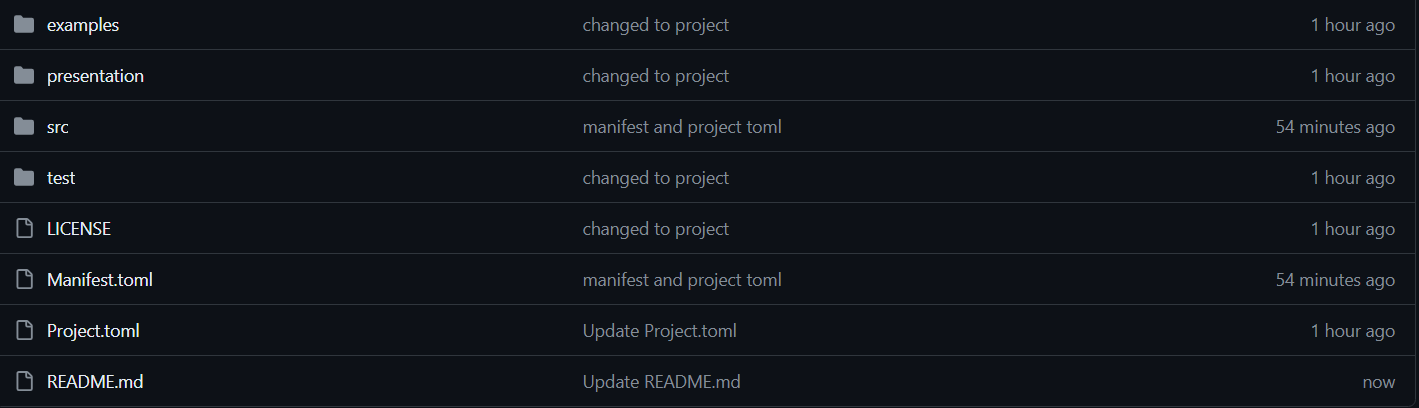 examples changed to project 1 hour ago
presentation changed to project 1 hour ago
src manifest and project toml 54 minutes ago
test changed to project 1 hour ago
LICENSE changed to project 1 hour ago
Manifest.toml manifest and project toml 54 minutes ago
Project.toml Update Project.toml 1 hour ago
README.md Update README.md now